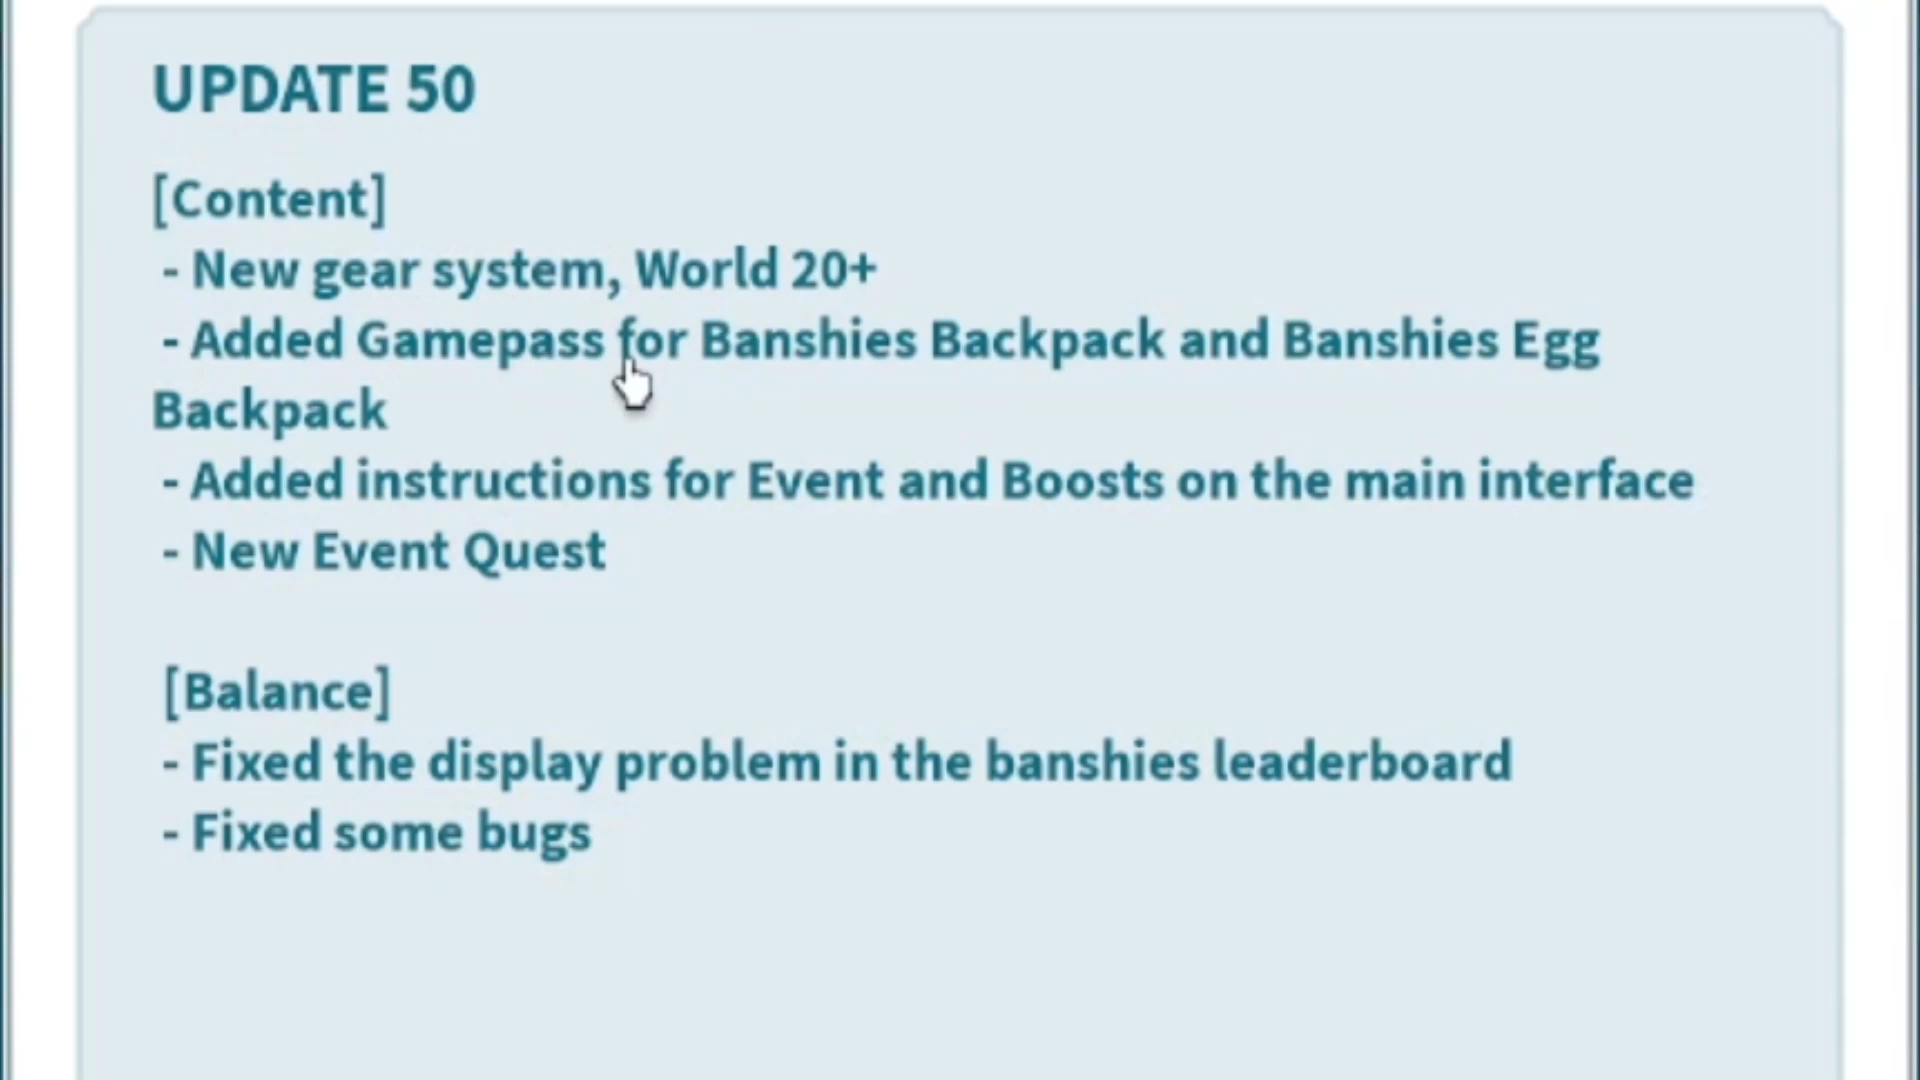 UPDATE 50
[Content]
- New gear system, World 20+
- Added Gamepass for Banshies Backpack and Banshies Egg
Backpack
- Added instructions for Event and Boosts on the main interface
- New Event Quest
[Balance]
- Fixed the display problem in the banshies leaderboard
- Fixed some bugs